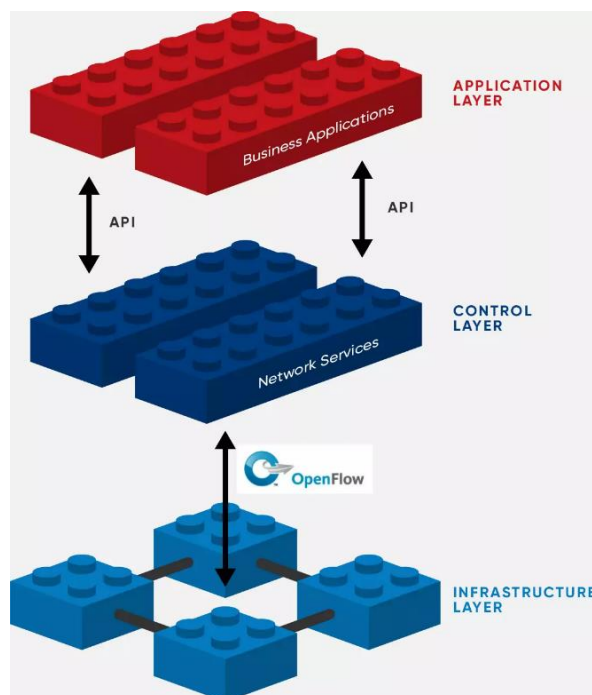 APPLICATION
LAYER
Business Applications
API
API
CONTROL
LAYER
Network Services
OpenFlow
INFRASTRUCTURE
LAYER